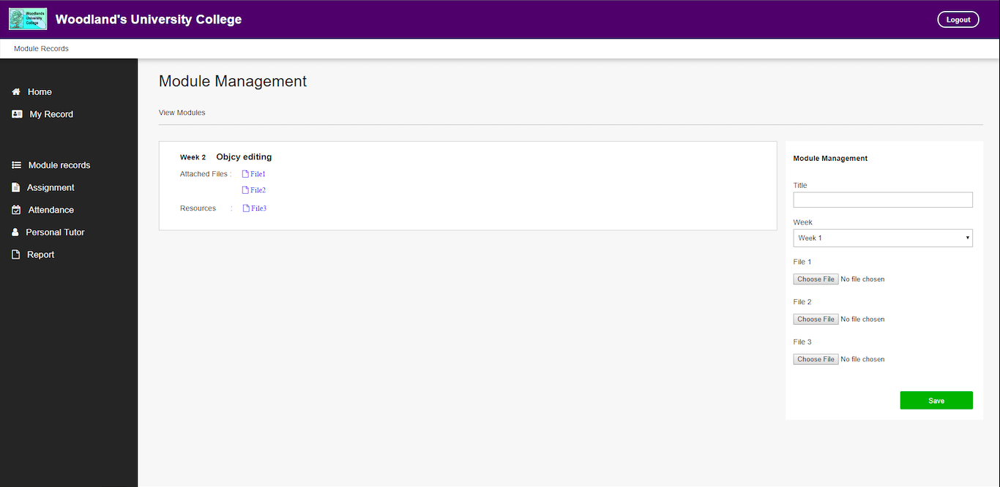 Woodlands
University
College
Woodland's University College
Logout
Module Records
Home
My Record
Module records
Assignment
Attendance
Personal Tutor
Report
Module Management
View Modules
Week 2 Objcy editing
Attached Files : File1
File2
Resources : File3
Module Management
Title
Week
Week 1
File 1
Choose File No file chosen
File 2
Choose File No file chosen
File 3
Choose File No file chosen
Save